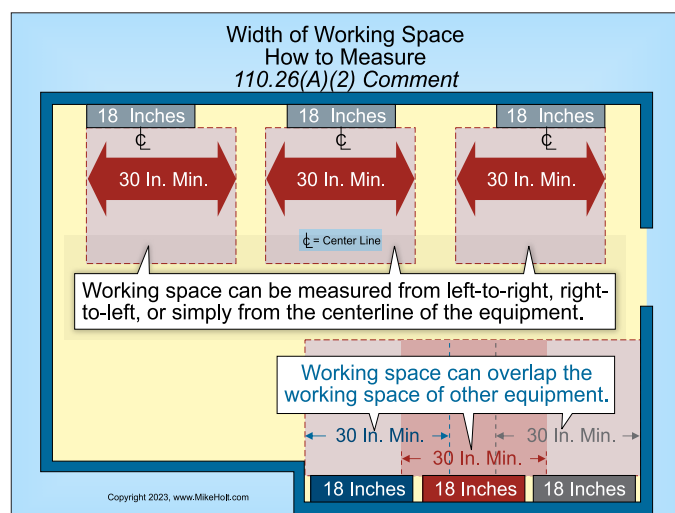 Width of Working Space
How to Measure
110.26(A)(2) Comment
18 Inches
18 Inches
18 Inches
℄
℄
℄
30 In. Min.
30 In. Min.
30 In. Min.
℄ = Center Line
Working space can be measured from left-to-right, right-
to-left, or simply from the centerline of the equipment.
Working space can overlap the
working space of other equipment.
30 In. Min.
30 In. Min.
30 In. Min.
18 Inches
18 Inches
18 Inches
Copyright 2023, www.MikeHolt.com